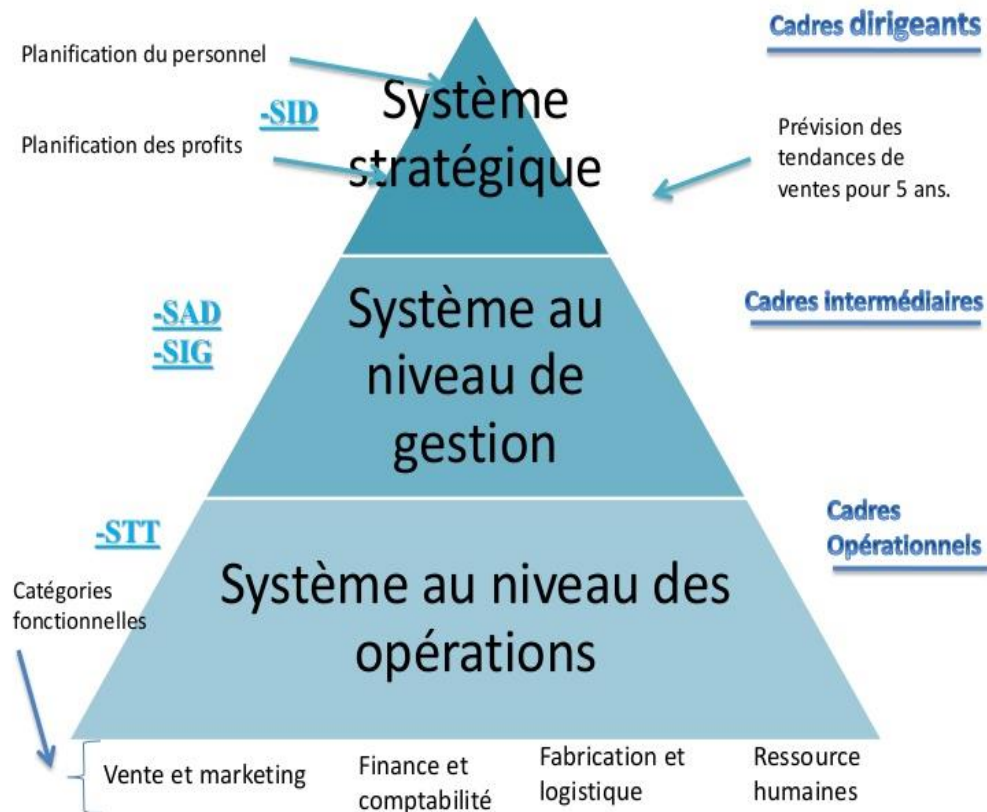 Cadres dirigeants
Planification du personnel
-SID
Planification des profits
Système
stratégique
Prévision des
tendances de
ventes pour 5 ans.
-SAD
-SIG
Système au
niveau de
gestion
Cadres intermédiaires
-STT
Cadres
Opérationnels
Système au niveau des
opérations
Catégories
fonctionnelles
Vente et marketing
Finance et
comptabilité
Fabrication et
logistique
Ressource
humaines